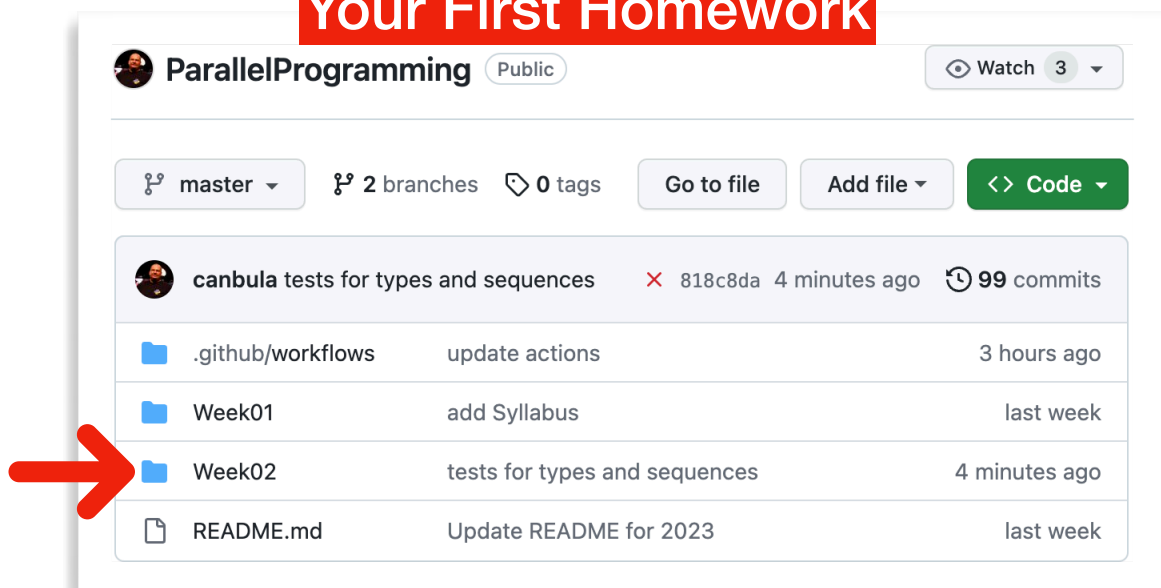 Your First Homework
ParallelProgramming Public Watch 3
master 2 branches 0 tags Go to file Add file Code
canbula tests for types and sequences 818c8da 4 minutes ago 99 commits
.github/workflows update actions 3 hours ago
Week01 add Syllabus last week
Week02 tests for types and sequences 4 minutes ago
README.md Update README for 2023 last week